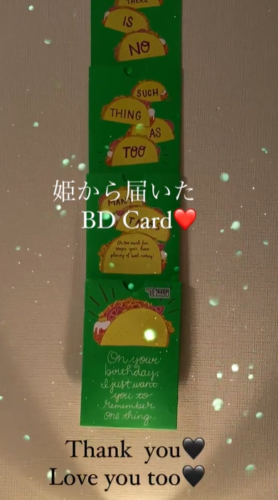 THERE
IS
NO
SUCH
THING
AS
TOO
姫から届いた
BD Card❤️
On your
birthday,
I just want
you to
remember
one thing.
Thank you🖤
Love you too🖤